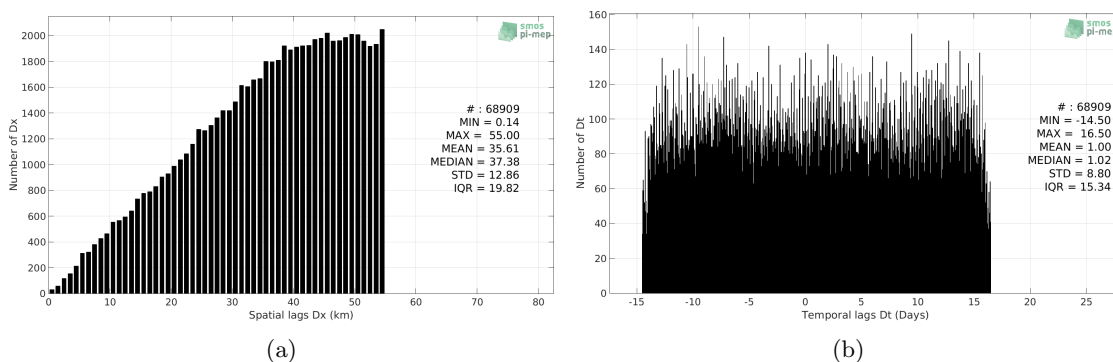 smos
pi-mep
2000
1800
1600
1400
1200
1000
800
600
400
200
0
Number of Dx
# : 68909
MIN = 0.14
MAX = 55.00
MEAN = 35.61
MEDIAN = 37.38
STD = 12.86
IQR = 19.82
0 10 20 30 40 50 60 70 80
Spatial lags Dx (km)
(a)
smos
pi-mep
160
140
120
100
80
60
40
20
0
Number of Dt
# : 68909
MIN = -14.50
MAX = 16.50
MEAN = 1.00
MEDIAN = 1.02
STD = 8.80
IQR = 15.34
-15 -10 -5 0 5 10 15 20 25
Temporal lags Dt (Days)
(b)